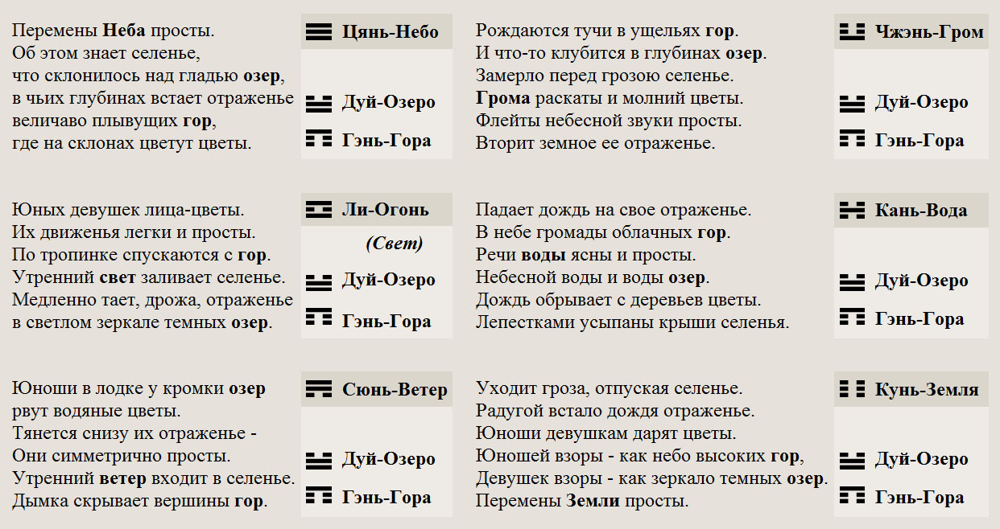 Перемены Неба просты.
Об этом знает селенье,
что склонилось над гладью озер,
в чьих глубинах встает отраженье
величаво плывущих гор,
где на склонах цветут цветы.
Цянь-Небо
Дуй-Озеро
Гэнь-Гора
Рождаются тучи в ущельях гор.
И что-то клубится в глубинах озер.
Замерло перед грозою селенье.
Грома раскаты и молний цветы.
Флейты небесной звуки просты.
Вторит земное ее отраженье.
Чжэнь-Гром
Дуй-Озеро
Гэнь-Гора
Юных девушек лица-цветы.
Их движенья легки и просты.
По тропинке спускаются с гор.
Утренний свет заливает селенье.
Медленно тает, дрожа, отраженье
в светлом зеркале темных озер.
Ли-Огонь
(Свет)
Дуй-Озеро
Гэнь-Гора
Падает дождь на свое отраженье.
В небе громады облачных гор.
Речи воды ясны и просты.
Небесной воды и воды озер.
Дождь обрывает с деревьев цветы.
Лепестками усыпаны крыши селенья.
Кань-Вода
Дуй-Озеро
Гэнь-Гора
Юноши в лодке у кромки озер
рвут водяные цветы.
Тянется снизу их отраженье -
Они симметрично просты.
Утренний ветер входит в селенье.
Дымка скрывает вершины гор.
Сюнь-Ветер
Дуй-Озеро
Гэнь-Гора
Уходит гроза, отпуская селенье.
Радугой встало дождя отраженье.
Юноши девушкам дарят цветы.
Юношей взоры - как небо высоких гор,
Девушек взоры - как зеркало темных озер.
Перемены Земли просты.
Кунь-Земля
Дуй-Озеро
Гэнь-Гора